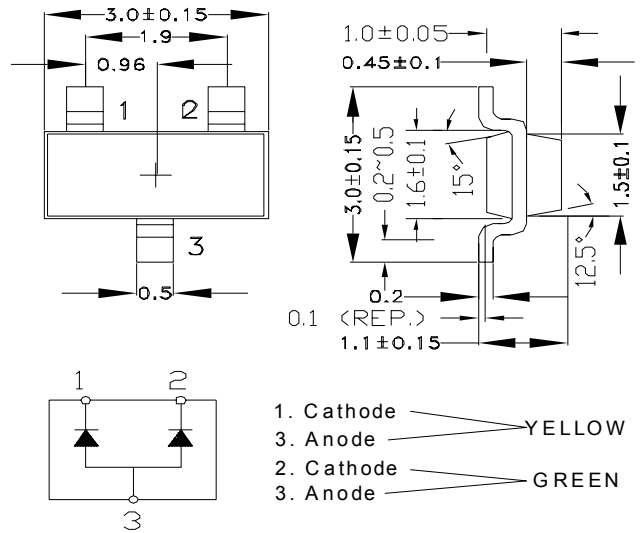 3.0±0.15
1.9
0.96
1
2
3
0.5
1.0±0.05
0.45±0.1
3.0±0.15
0.2~0.5
1.6±0.1
15°
1.5±0.1
12.5°
0.2
0.1 (REP.)
1.1±0.15
1
2
3
1. Cathode
3. Anode
YELLOW
2. Cathode
3. Anode
GREEN